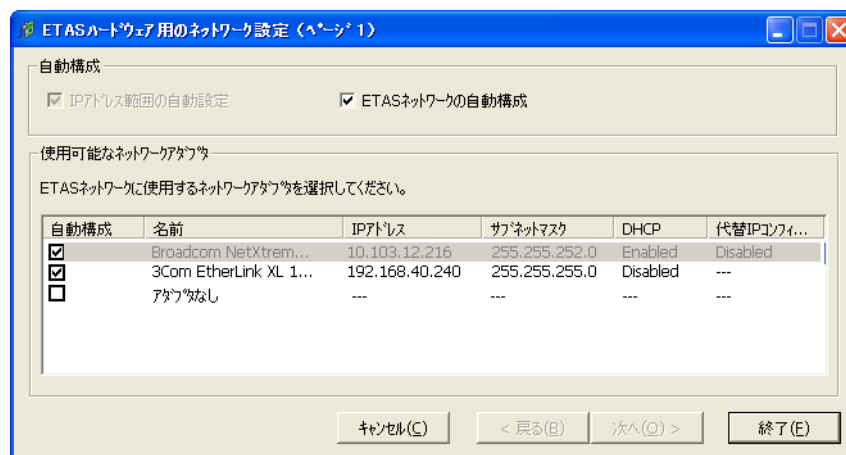 ETASハードウェア用のネットワーク設定（ページ1）
自動構成
IPアドレス範囲の自動設定
ETASネットワークの自動構成
使用可能なネットワークアダプタ
ETASネットワークに使用するネットワークアダプタを選択してください。
自動構成 名前 IPアドレス サブネットマスク DHCP 代替IPコンフィ...
Broadcom NetXtrem... 10.103.12.216 255.255.252.0 Enabled Disabled
3Com EtherLink XL 1... 192.168.40.240 255.255.255.0 Disabled ---
アダプタなし --- --- --- ---
キャンセル(C) < 戻る(B) 次へ(O) > 終了(F)